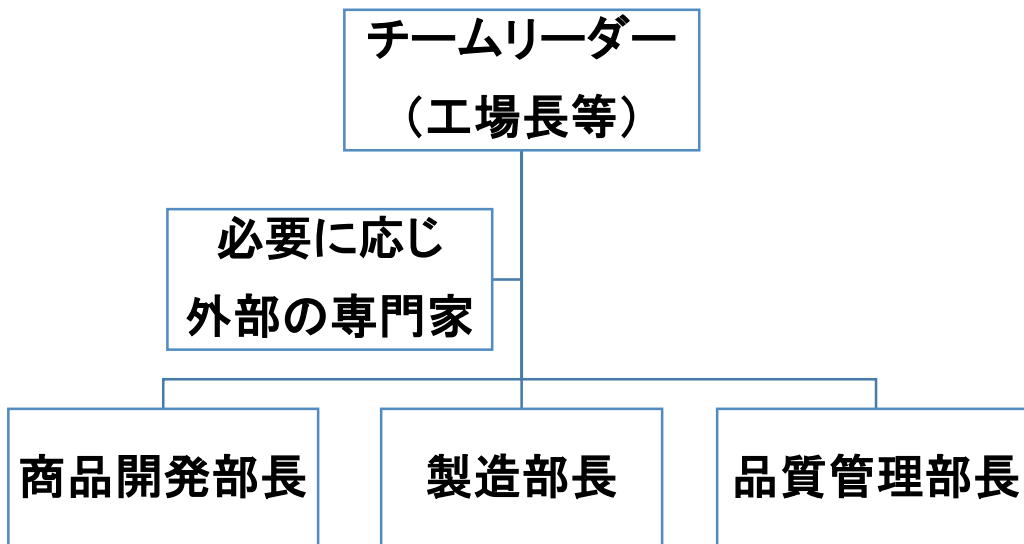 チームリーダー
（工場長等）
必要に応じ
外部の専門家
商品開発部長
製造部長
品質管理部長